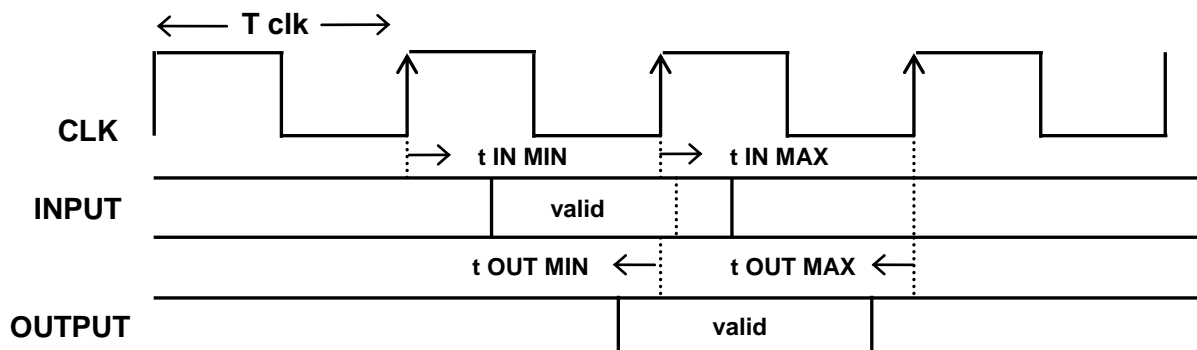 T clk
CLK
t IN MIN
t IN MAX
INPUT
valid
t OUT MIN
t OUT MAX
OUTPUT
valid